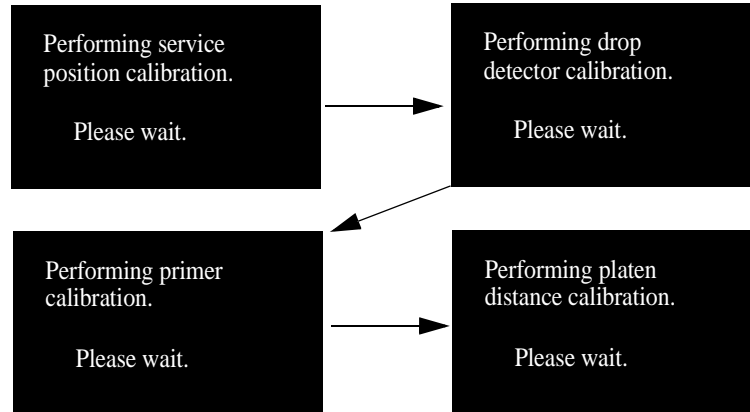 Performing service
position calibration.
Please wait.
Performing drop
detector calibration.
Please wait.
Performing primer
calibration.
Please wait.
Performing platen
distance calibration.
Please wait.